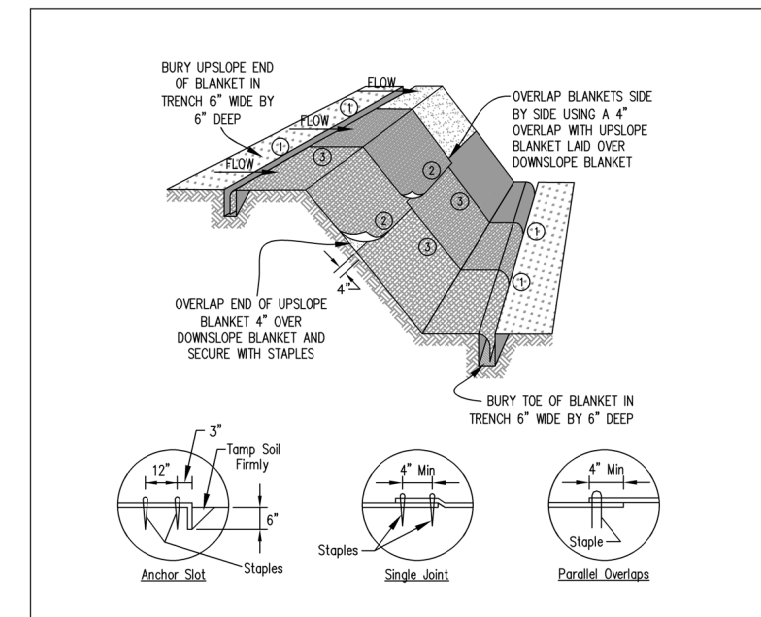 BURY UPSLOPE END
OF BLANKET IN
TRENCH 6" WIDE BY
6" DEEP
FLOW
FLOW
FLOW
1
1
1
3
2
2
3
3
1
1
OVERLAP BLANKETS SIDE
BY SIDE USING A 4"
OVERLAP WITH UPSLOPE
BLANKET LAID OVER
DOWNSLOPE BLANKET
4"
OVERLAP END OF UPSLOPE
BLANKET 4" OVER
DOWNSLOPE BLANKET AND
SECURE WITH STAPLES
BURY TOE OF BLANKET IN
TRENCH 6" WIDE BY 6" DEEP
3"
12"
Tamp Soil
Firmly
6"
Staples
Anchor Slot
4" Min
Staples
Single Joint
4" Min
Staple
Parallel Overlaps